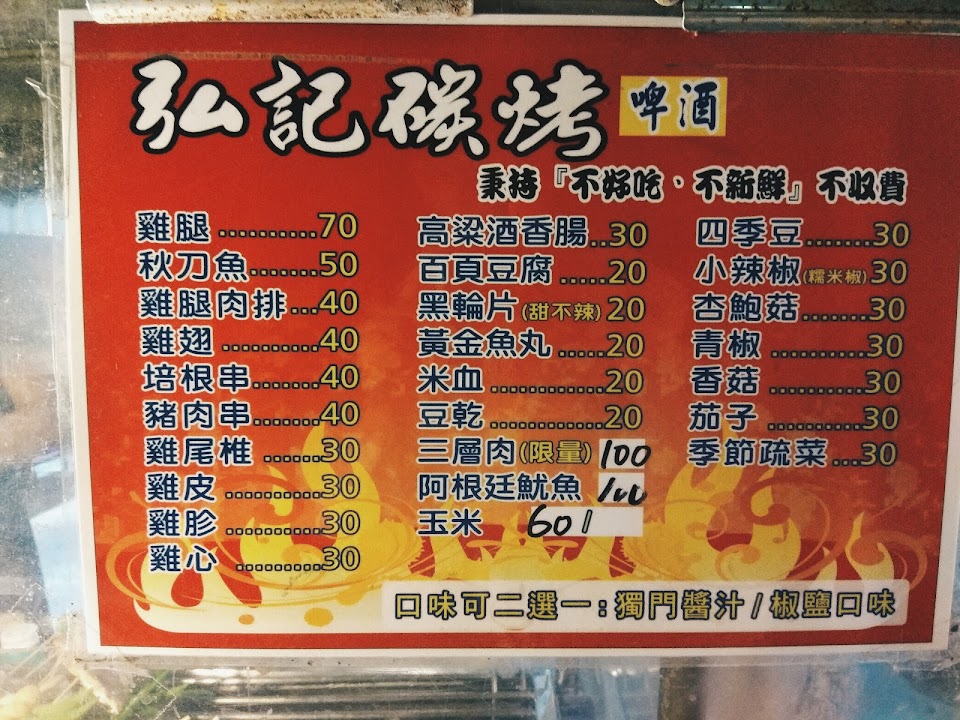 弘記碳烤 啤酒
秉持『不好吃·不新鮮』不收費
雞腿..........70
秋刀魚.......50
雞腿肉排...40
雞翅..........40
培根串.......40
豬肉串.......40
雞尾椎......30
雞皮..........30
雞胗..........30
雞心.........30
高梁酒香腸..30
百頁豆腐.....20
黑輪片(甜不辣)20
黃金魚丸.....20
米血............20
豆乾............20
三層肉(限量)100
阿根廷魷魚 100
玉米 60/
四季豆.......30
小辣椒(糯米椒)30
杏鮑菇.......30
青椒..........30
香菇..........30
茄子..........30
季節疏菜...30
口味可二選一:獨門醬汁/椒鹽口味